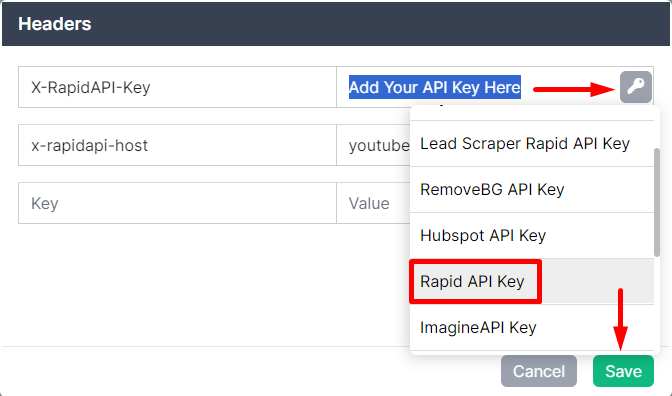 Headers
X-RapidAPI-Key Add Your API Key Here
x-rapidapi-host youtube
Lead Scraper Rapid API Key
RemoveBG API Key
Key Value
Hubspot API Key
Rapid API Key
ImagineAPI Key
Cancel Save